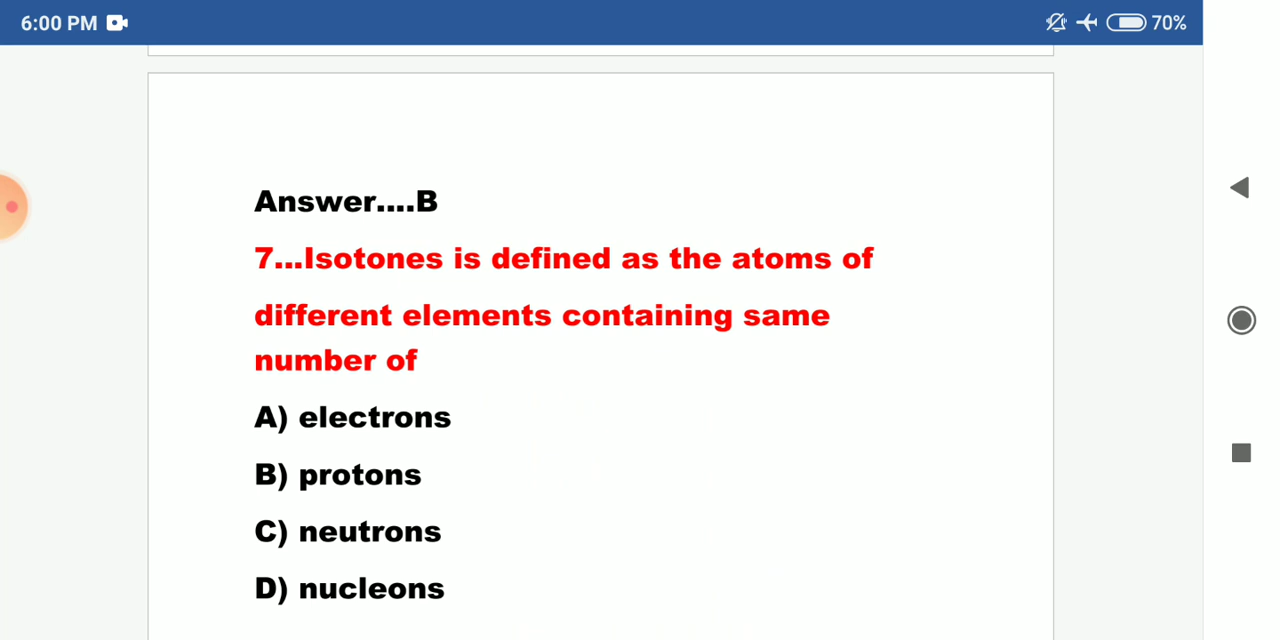 6:00 PM
70%
Answer....B
7...Isotones is defined as the atoms of
different elements containing same
number of
A) electrons
B) protons
C) neutrons
D) nucleons